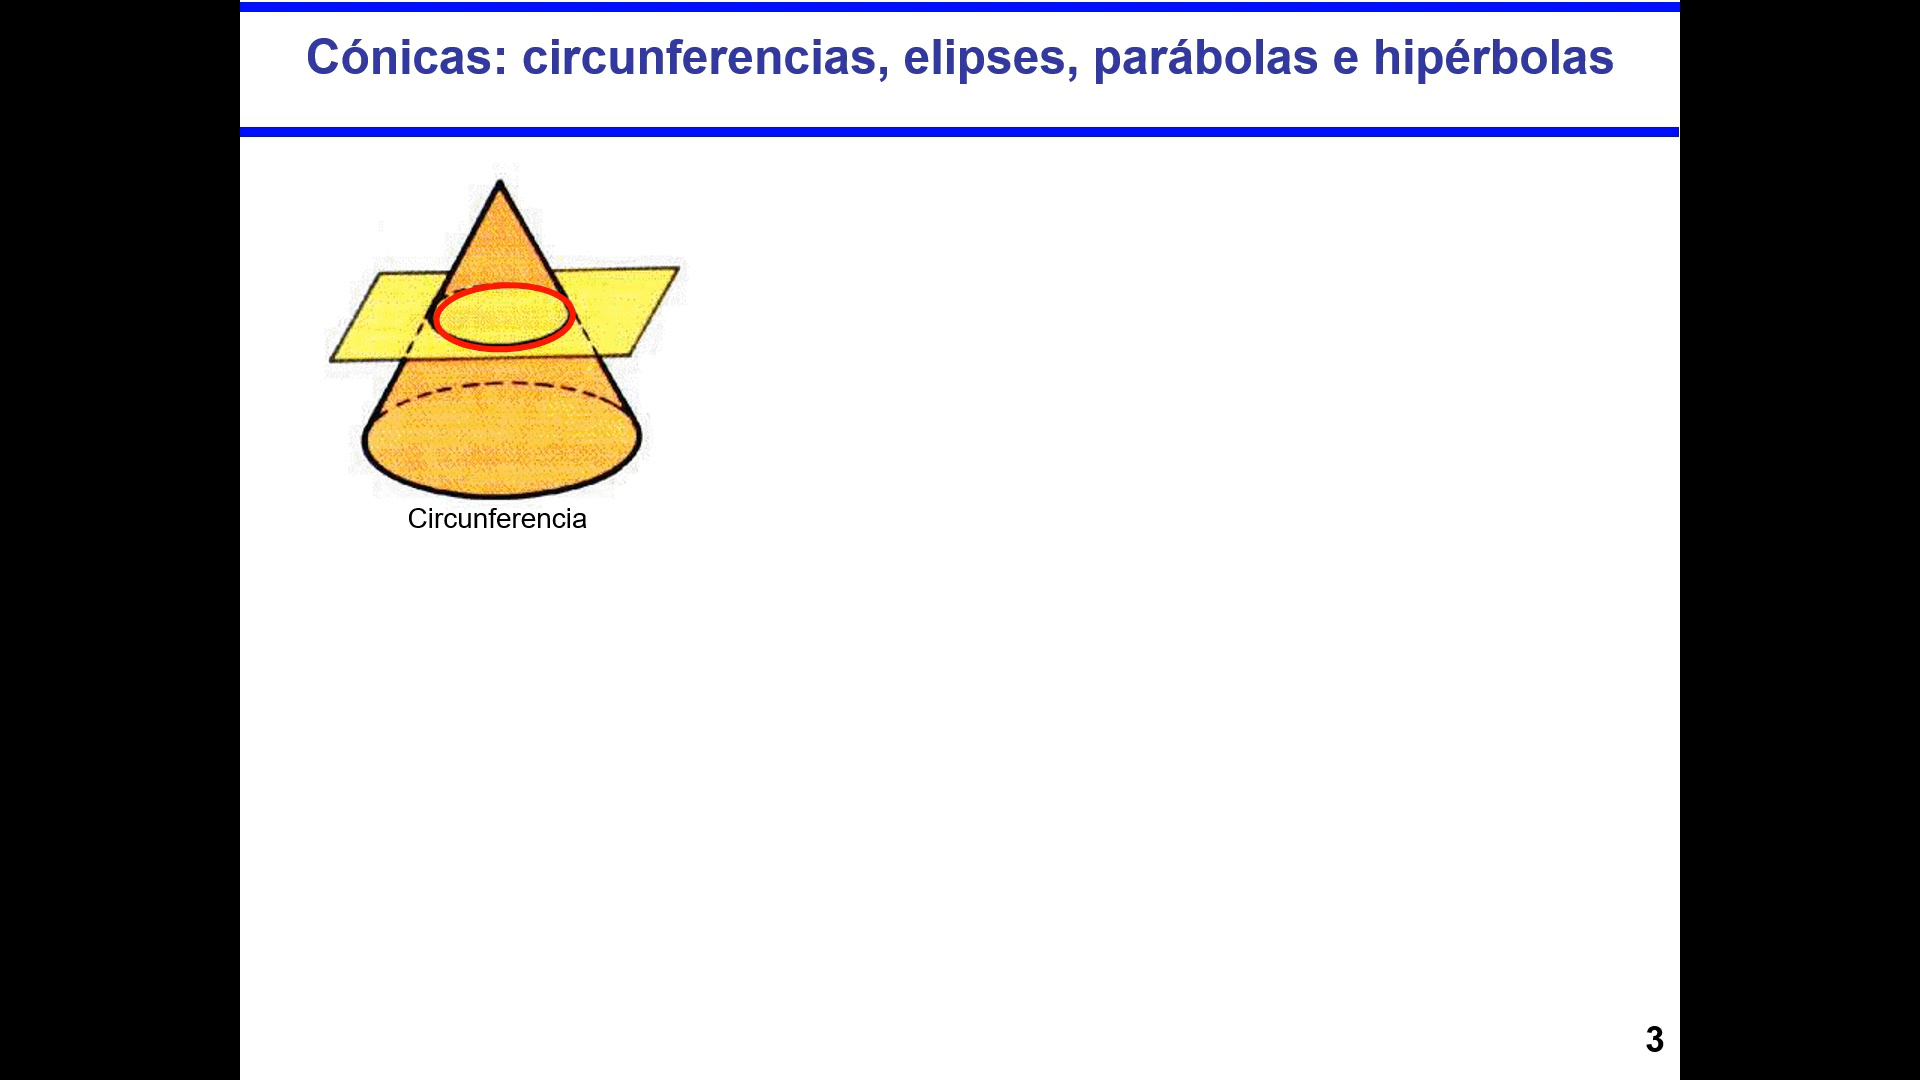 Cónicas: circunferencias, elipses, parábolas e hipérbolas
Circunferencia
3